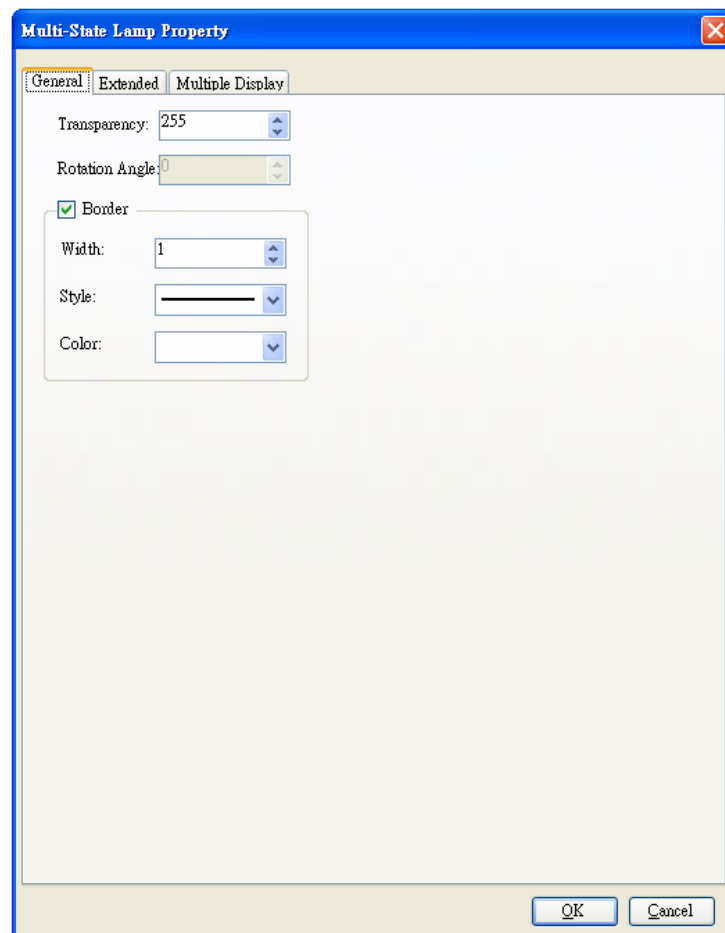 Multi-State Lamp Property
General Extended Multiple Display
Transparency: 255
Rotation Angle: 0
Border
Width: 1
Style:
Color:
OK Cancel